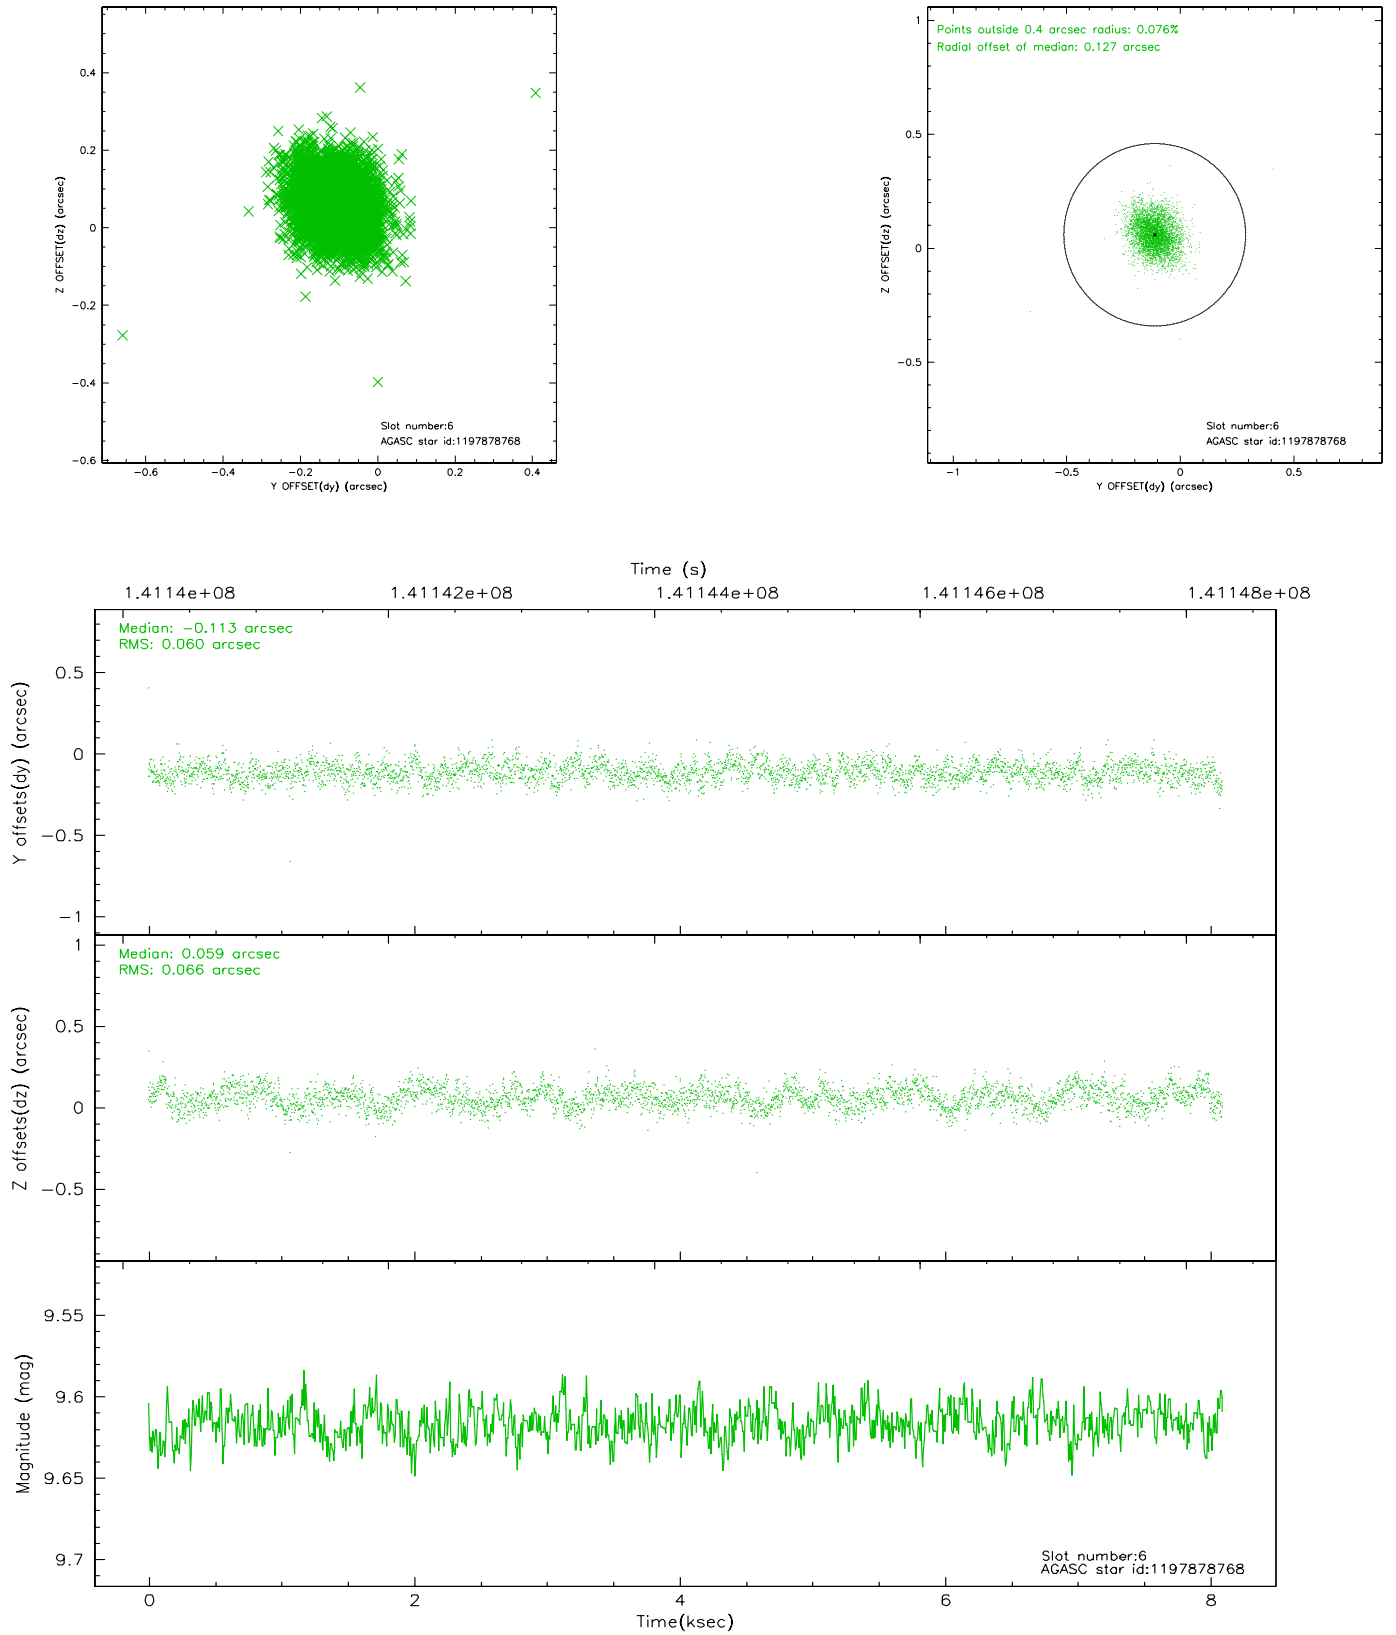 0.4
0.2
0
−0.2
−0.4
−0.6
−0.6
−0.4
−0.2
0
0.2
0.4
Z OFFSET(dz) (arcsec)
Y OFFSET(dy) (arcsec)
Slot number:6
AGASC star id:1197878768
Points outside 0.4 arcsec radius: 0.076%
Radial offset of median: 0.127 arcsec
1
0.5
0
−0.5
−1
−0.5
0
0.5
Z OFFSET(dz) (arcsec)
Y OFFSET(dy) (arcsec)
Slot number:6
AGASC star id:1197878768
Time (s)
1.4114e+08
1.41142e+08
1.41144e+08
1.41146e+08
1.41148e+08
Median: −0.113 arcsec
RMS: 0.060 arcsec
0.5
0
−0.5
−1
Y offsets(dy) (arcsec)
Median: 0.059 arcsec
RMS: 0.066 arcsec
1
0.5
0
−0.5
Z offsets(dz) (arcsec)
9.55
9.6
9.65
9.7
Magnitude (mag)
Slot number:6
AGASC star id:1197878768
0
2
4
6
8
Time(ksec)